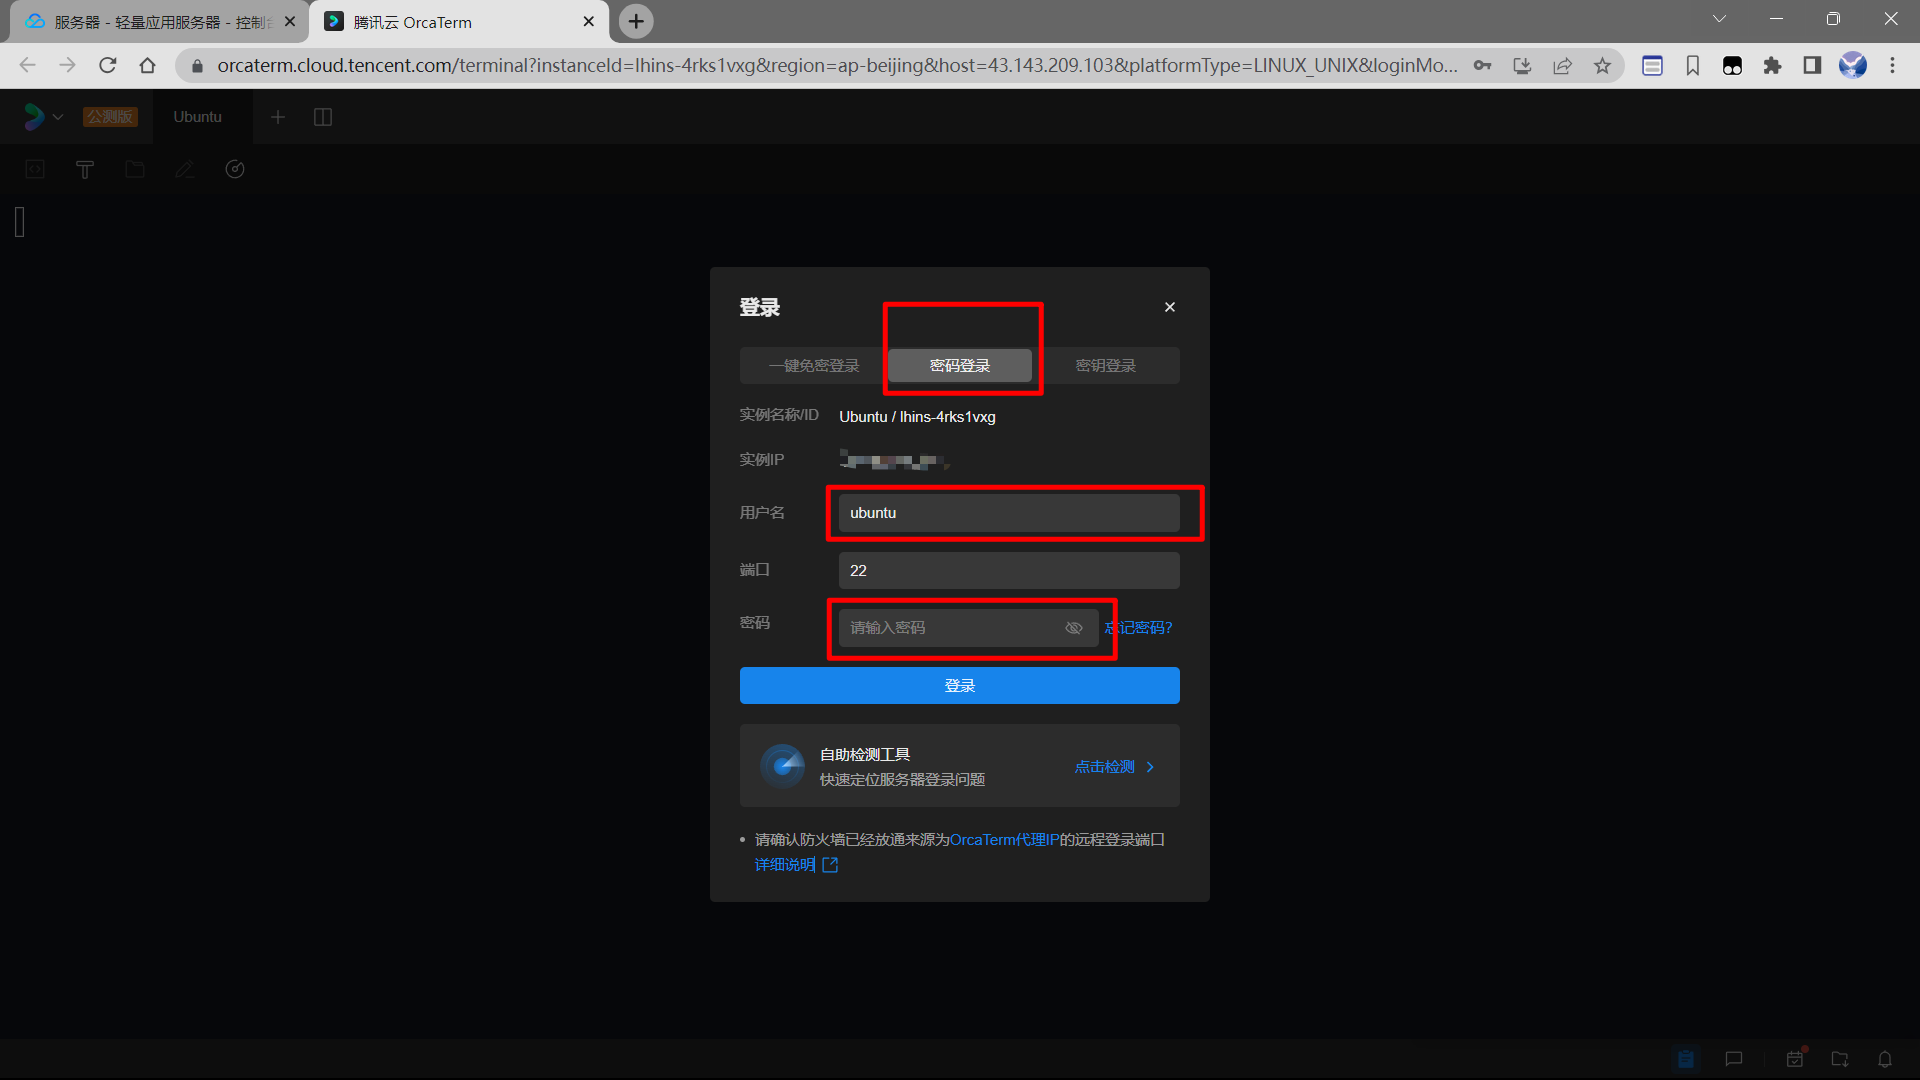 服务器 - 轻量应用服务器 - 控制台
腾讯云 OrcaTerm
orcaterm.cloud.tencent.com/terminal?instanceId=lhins-4rks1vxg&region=ap-beijing&host=43.143.209.103&platformType=LINUX_UNIX&loginMo...
公测版
Ubuntu
登录
一键免密登录
密码登录
密钥登录
实例名称/ID
Ubuntu / lhins-4rks1vxg
实例IP
用户名
ubuntu
端口
22
密码
请输入密码
忘记密码?
登录
自助检测工具
快速定位服务器登录问题
点击检测
请确认防火墙已经放通来源为OrcaTerm代理IP的远程登录端口
详细说明